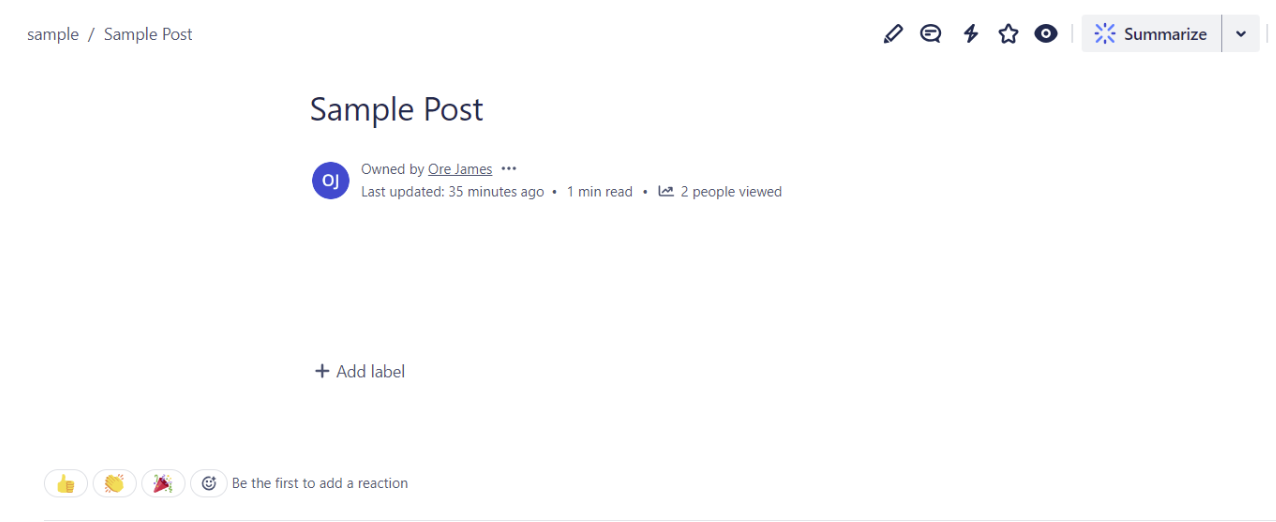 sample / Sample Post
Summarize
Sample Post
OJ
Owned by Ore James •••
Last updated: 35 minutes ago • 1 min read • 2 people viewed
+ Add label
Be the first to add a reaction